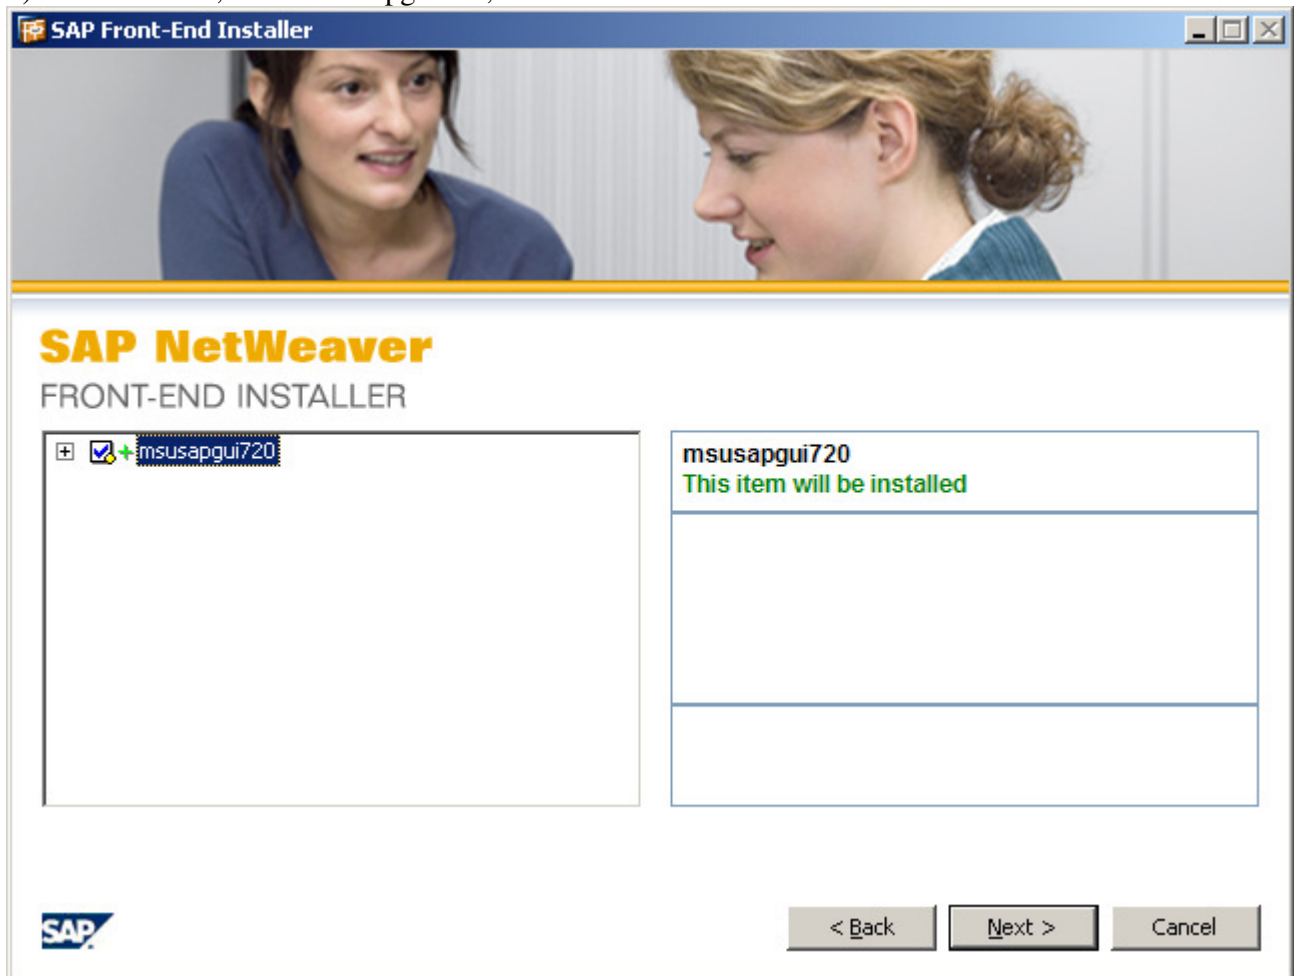 SAP Front-End Installer
SAP NetWeaver
FRONT-END INSTALLER
msusapgui720
msusapgui720
This item will be installed
SAP
< Back
Next >
Cancel